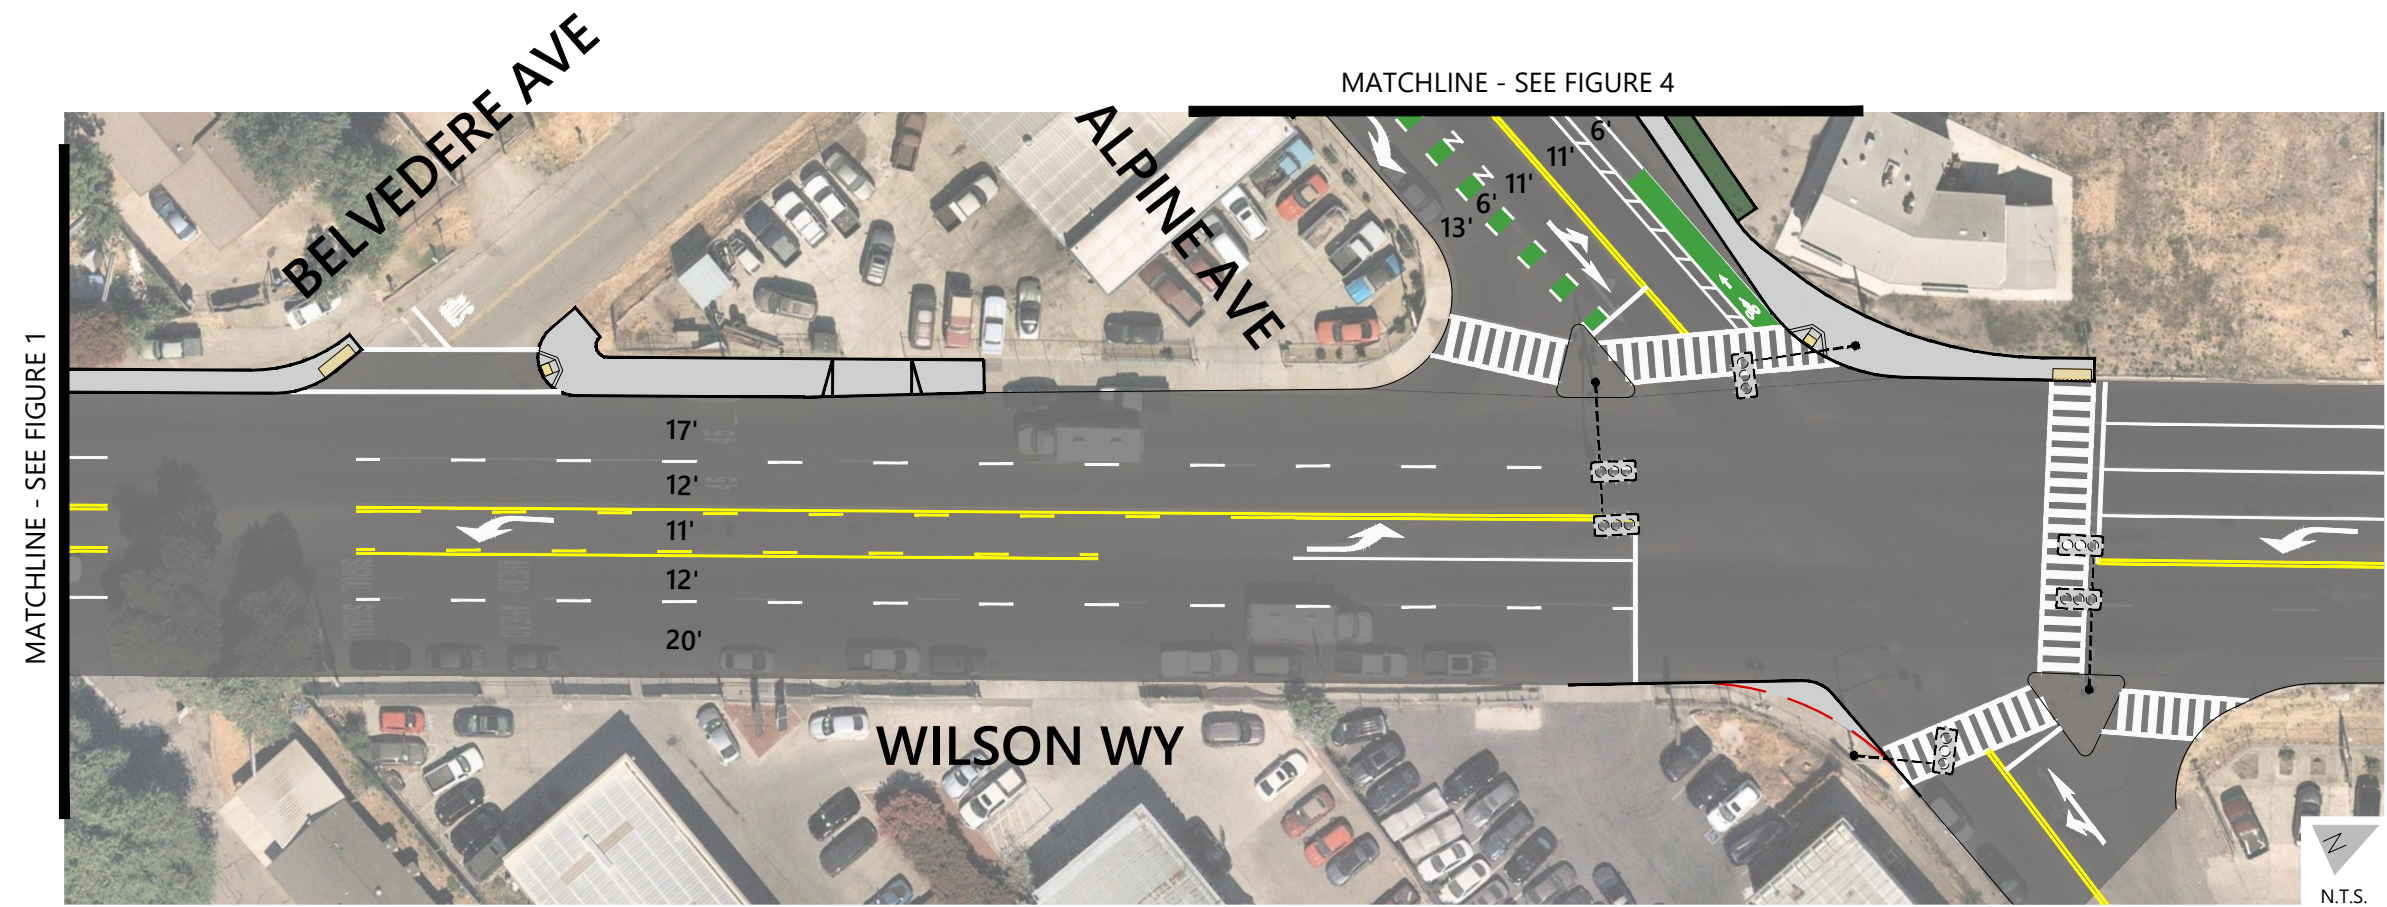 BELVEDERE AVE
MATCHLINE - SEE FIGURE 4
ALPINE AVE
6'
11'
11'
6'
13'
MATCHLINE - SEE FIGURE 1
17'
12'
11'
12'
20'
WILSON WY
N
N.T.S.